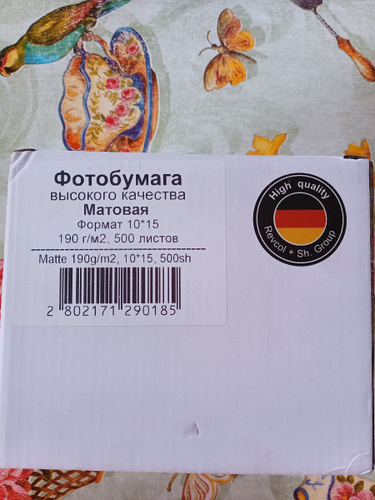 Фотобумага
высокого качества
Матовая
Формат 10*15
190 г/м2, 500 листов
Matte 190g/m2, 10*15, 500sh
2 802171 290185
High quality
Revcol + Sh. Group